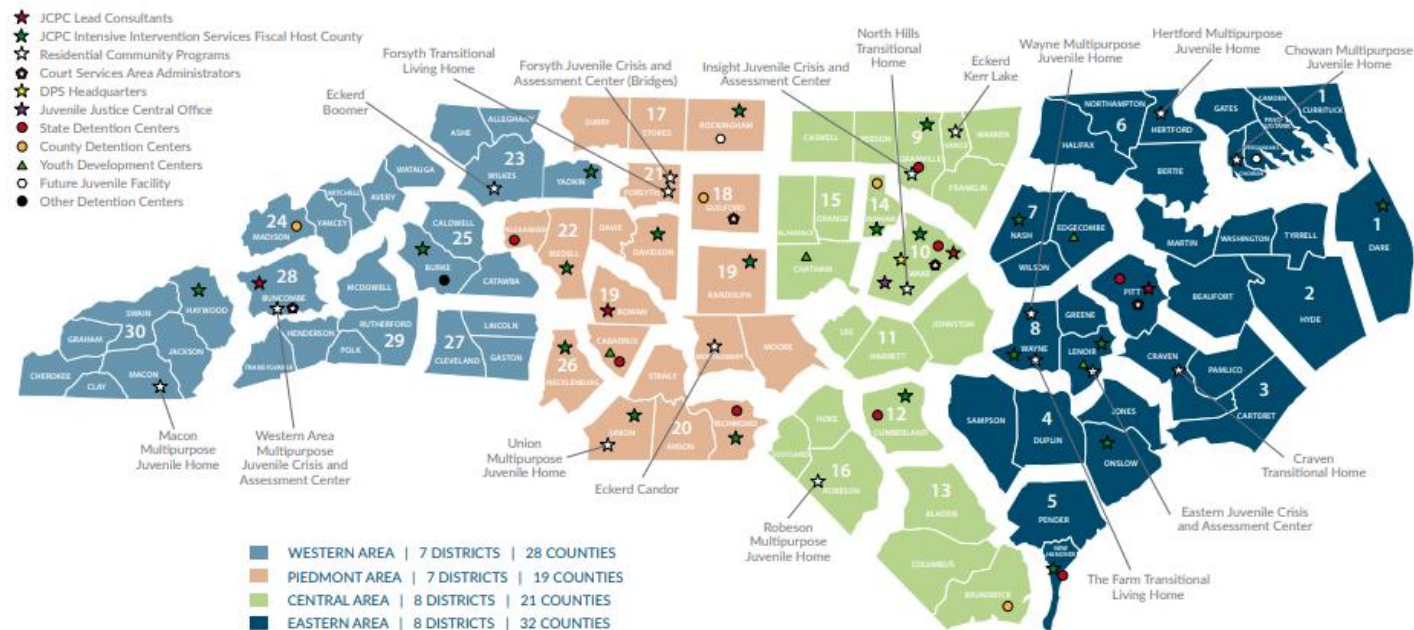 JCPC Lead Consultants
JCPC Intensive Intervention Services Fiscal Host County
Residential Community Programs
Court Services Area Administrators
DPS Headquarters
Juvenile Justice Central Office
State Detention Centers
County Detention Centers
Youth Development Centers
Future Juvenile Facility
Other Detention Centers
Forsyth Transitional
Living Home
Forsyth Juvenile Crisis and
Assessment Center (Bridges)
Eckerd
Boomer
Insight Juvenile Crisis and
Assessment Center
North Hills
Transitional
Home
Eckerd
Kerr Lake
Wayne Multipurpose
Juvenile Home
Hertford Multipurpose
Juvenile Home
Chowan Multipurpose
Juvenile Home
ASHE
ALLEGHANY
23
WILKES
YADKIN
WATAUGA
MITCHELL
AVERY
YANCEY
24
MADISON
CALDWELL
25
BURKE
CATAWBA
28
BUNCOMBE
MCDOWELL
HENDERSON
RUTHERFORD
POLK
29
TRANSYLVANIA
27
CLEVELAND
LINCOLN
GASTON
HAYWOOD
SWAIN
30
GRAHAM
JACKSON
MACON
CHEROKEE
CLAY
SURRY
17
STOKES
ROCKINGHAM
21
FORSYTH
18
GUILFORD
ALEXANDER
22
IREDELL
DAVIE
DAVIDSON
19
RANDOLPH
19
ROWAN
CABARRUS
26
MECKLENBURG
STANLY
MONTGOMERY
MOORE
UNION
20
ANSON
RICHMOND
CASWELL
PERSON
9
GRANVILLE
VANCE
WARREN
FRANKLIN
ALAMANCE
15
ORANGE
14
DURHAM
CHATHAM
10
WAKE
LEE
11
HARNETT
JOHNSTON
HOKE
SCOTLAND
16
ROBESON
12
CUMBERLAND
13
BLADEN
COLUMBUS
BRUNSWICK
NORTHAMPTON
6
HERTFORD
HALIFAX
BERTIE
GATES
CAMDEN
1
CURRITUCK
PERQUIMANS
CHOWAN
7
NASH
EDGECOMBE
WILSON
MARTIN
WASHINGTON
TYRRELL
1
DARE
PITT
BEAUFORT
2
HYDE
8
WAYNE
GREENE
LENOIR
CRAVEN
PAMLICO
3
CARTERET
SAMPSON
4
DUPLIN
JONES
ONSLOW
5
PENDER
NEW
HANOVER
Macon
Multipurpose
Juvenile Home
Western Area
Multipurpose
Juvenile Crisis and
Assessment Center
Union
Multipurpose
Juvenile Home
Eckerd Candor
Robeson
Multipurpose
Juvenile Home
Craven
Transitional Home
Eastern Juvenile Crisis
and Assessment Center
The Farm Transitional
Living Home
WESTERN AREA | 7 DISTRICTS | 28 COUNTIES
PIEDMONT AREA | 7 DISTRICTS | 19 COUNTIES
CENTRAL AREA | 8 DISTRICTS | 21 COUNTIES
EASTERN AREA | 8 DISTRICTS | 32 COUNTIES